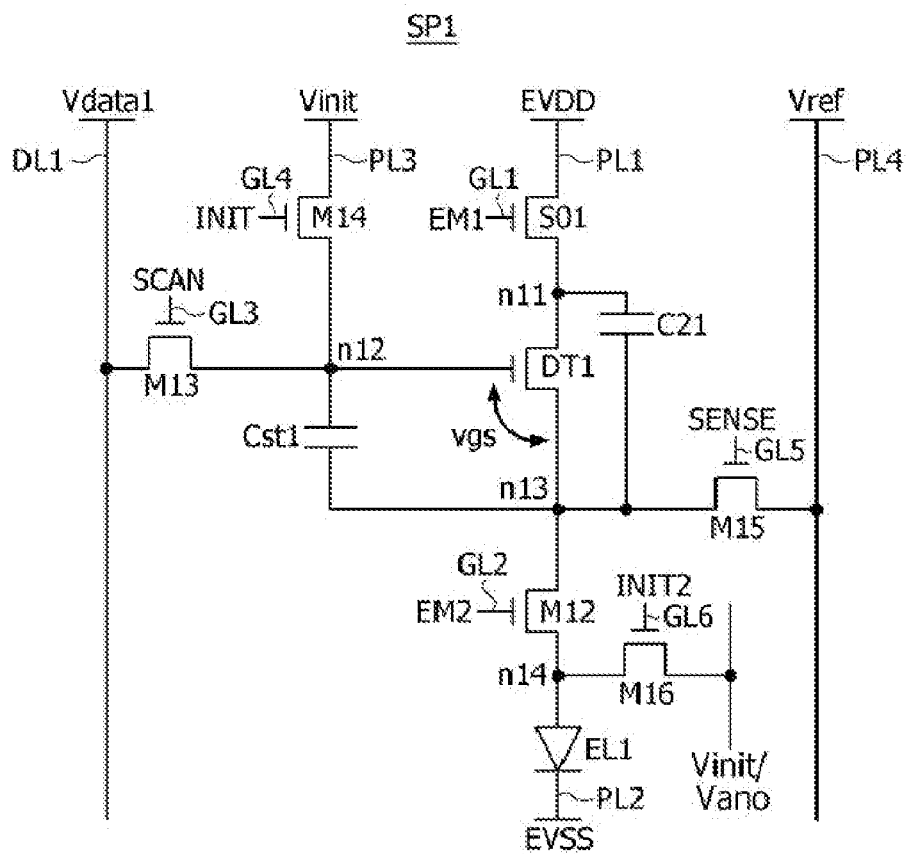 SP1
Vdata1 Vinit EVDD Vref
DL1 PL3 PL1 PL4
GL4 GL1
INIT M14 EM1 S01
SCAN
GL3
n11
C21
n12 DT1
M13
Cst1 vgs
SENSE
GL5
n13
M15
GL2 INIT2
EM2 M12 GL6
n14
M16
EL1
Vinit/
Vano
PL2
EVSS